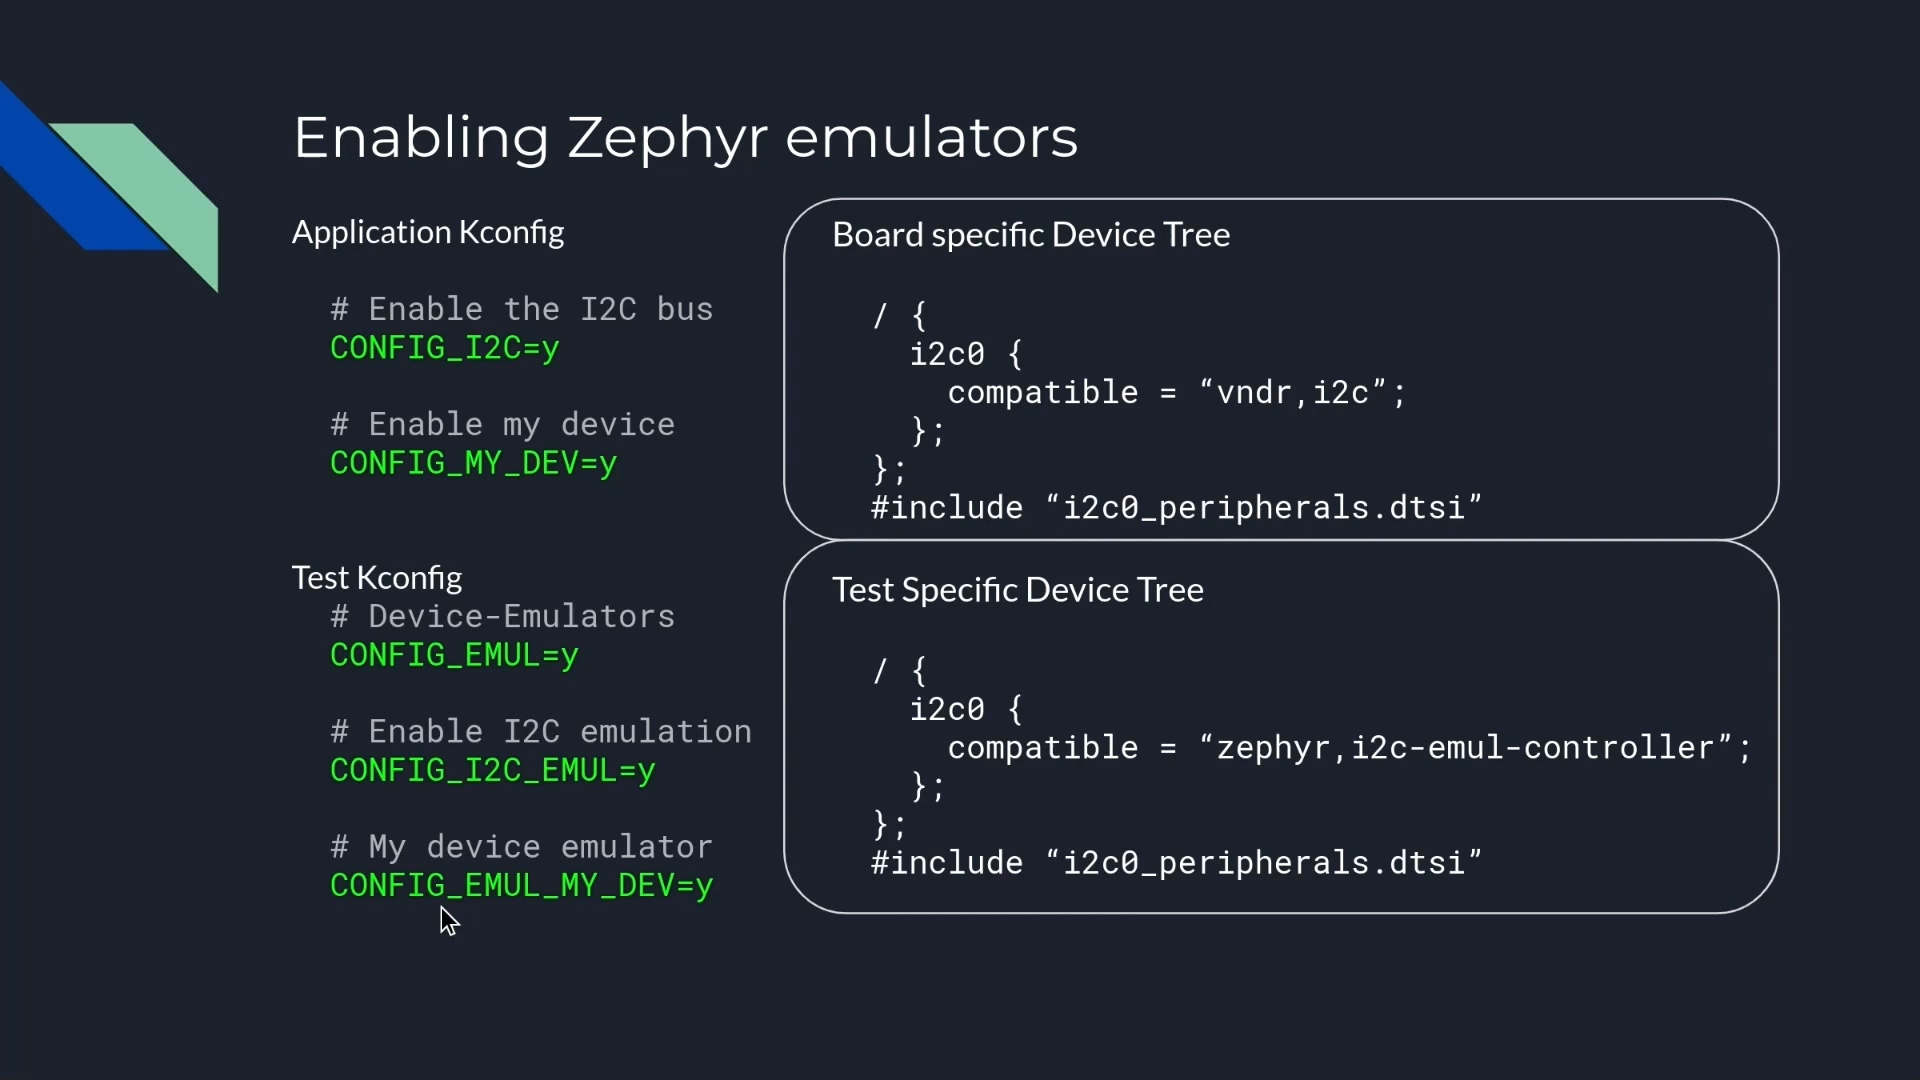 Enabling Zephyr emulators
Application Kconfig
# Enable the I2C bus
CONFIG_I2C=y
# Enable my device
CONFIG_MY_DEV=y
Test Kconfig
# Device-Emulators
CONFIG_EMUL=y
# Enable I2C emulation
CONFIG_I2C_EMUL=y
# My device emulator
CONFIG_EMUL_MY_DEV=y
Board specific Device Tree
/ {
i2c0 {
compatible = “vndr,i2c”;
};
};
#include “i2c0_peripherals.dtsi”
Test Specific Device Tree
/ {
i2c0 {
compatible = “zephyr,i2c-emul-controller”;
};
};
#include “i2c0_peripherals.dtsi”